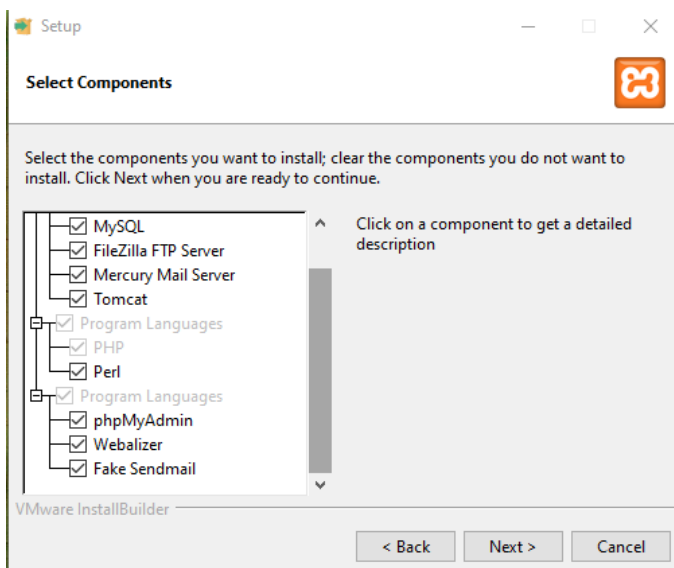 Setup
Select Components
Select the components you want to install; clear the components you do not want to
install. Click Next when you are ready to continue.
MySQL
FileZilla FTP Server
Mercury Mail Server
Tomcat
Program Languages
PHP
Perl
Program Languages
phpMyAdmin
Webalizer
Fake Sendmail
Click on a component to get a detailed
description
VMware InstallBuilder
< Back
Next >
Cancel